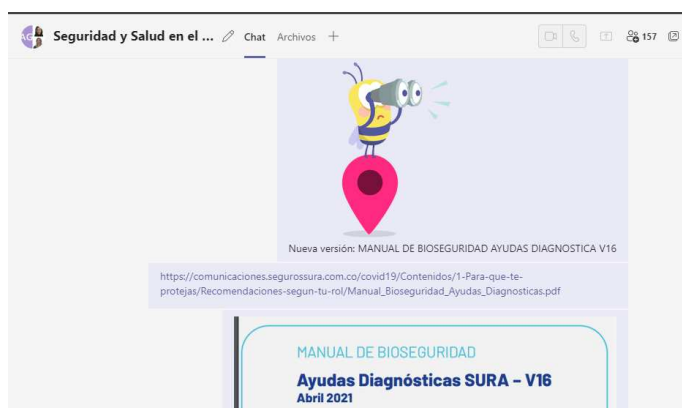 Seguridad y Salud en el ... Chat Archivos 157
Nueva versión: MANUAL DE BIOSEGURIDAD AYUDAS DIAGNOSTICA V16
https://comunicaciones.segurossura.com.co/covid19/Contenidos/1-Para-que-te-
protejas/Recomendaciones-segun-tu-rol/Manual_Bioseguridad_Ayudas_Diagnosticas.pdf
MANUAL DE BIOSEGURIDAD
Ayudas Diagnósticas SURA – V16
Abril 2021